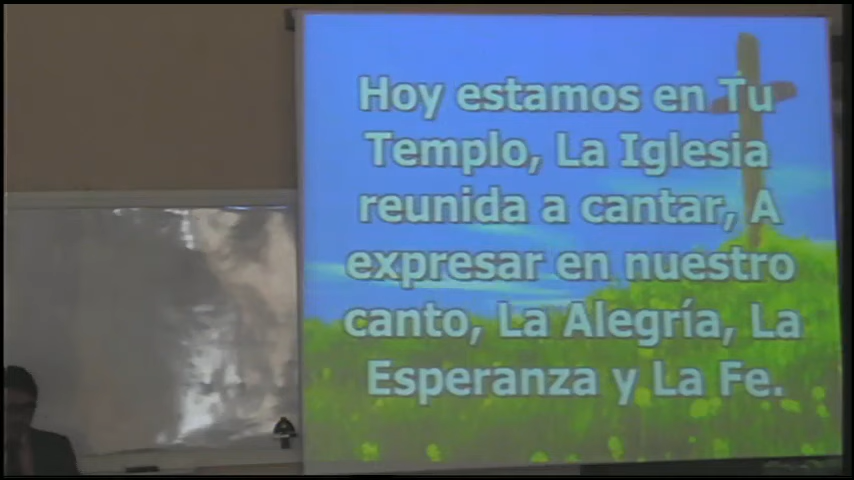 Hoy estamos en Tu
Templo, La Iglesia
reunida a cantar, A
expresar en nuestro
canto, La Alegría, La
Esperanza y La Fe.